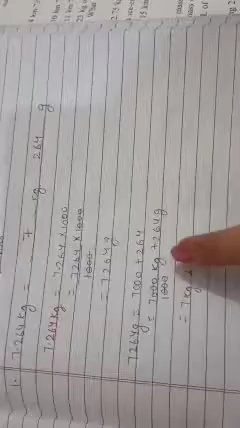 1. 7.264 kg = 7 kg 264 g
7.264 kg = 7.264 × 1000
= 7264 × 1000
1000
= 7264 g
7264 g = 7000 + 264
= 7000 kg + 264 g
1000
= 7 kg